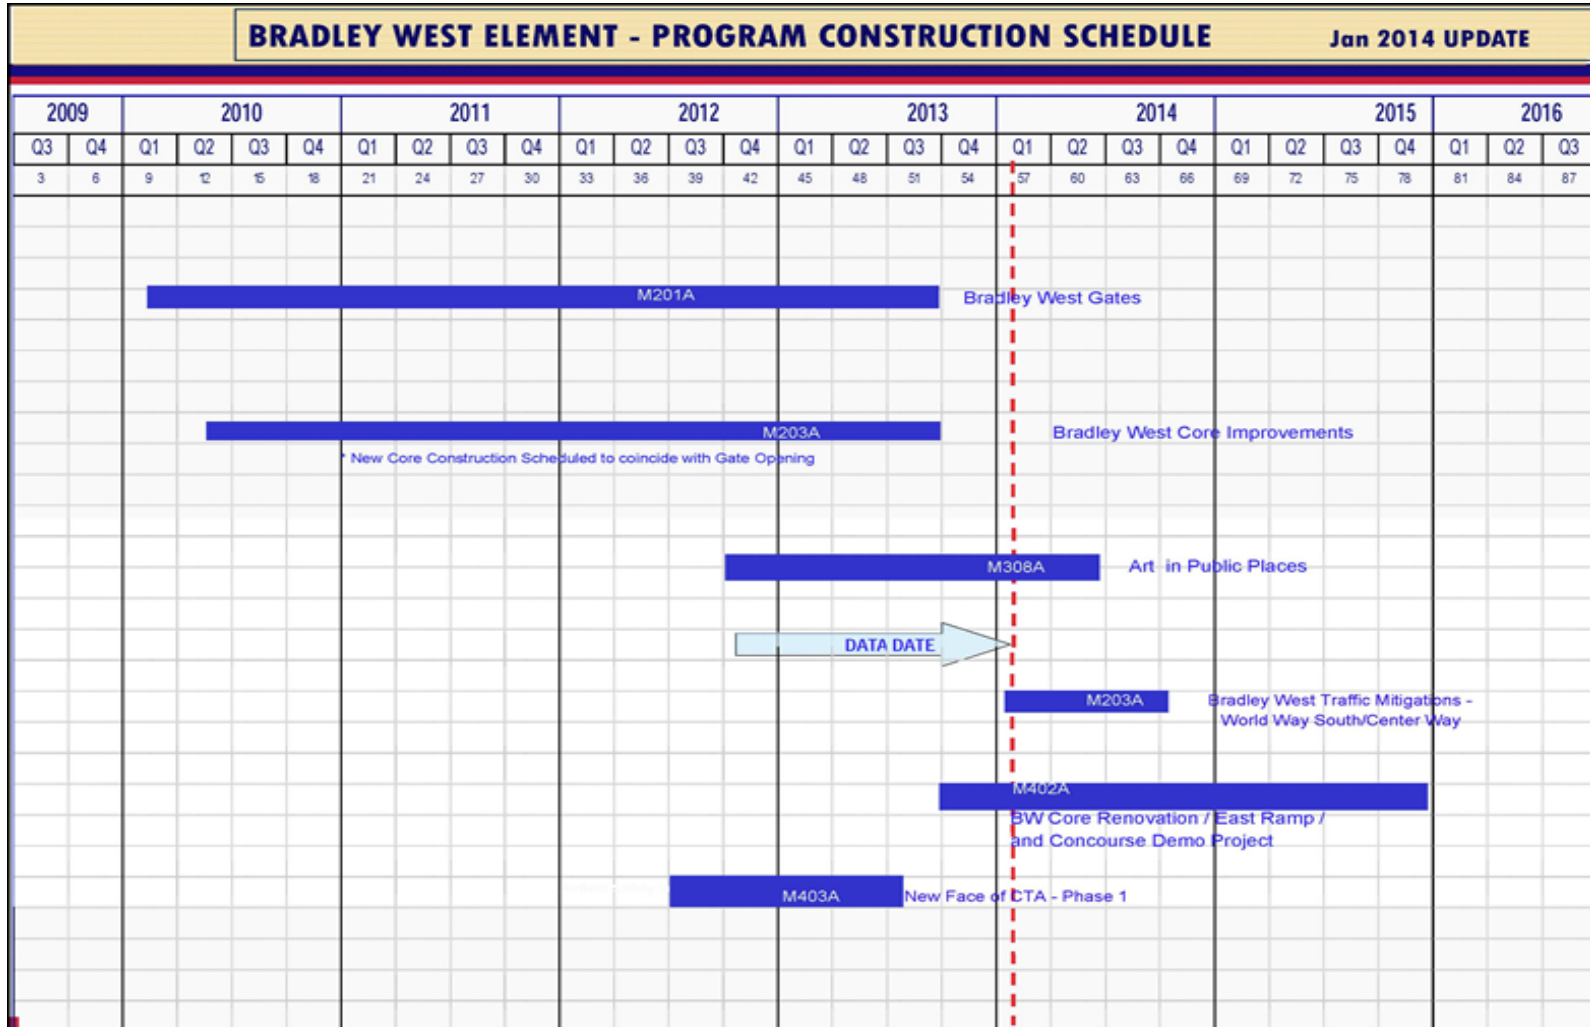 BRADLEY WEST ELEMENT - PROGRAM CONSTRUCTION SCHEDULE Jan 2014 UPDATE
2009 2010 2011 2012 2013 2014 2015 2016
Q3 Q4 Q1 Q2 Q3 Q4 Q1 Q2 Q3 Q4 Q1 Q2 Q3 Q4 Q1 Q2 Q3 Q4 Q1 Q2 Q3 Q4 Q1 Q2 Q3 Q4 Q1 Q2 Q3
3 6 9 12 15 18 21 24 27 30 33 36 39 42 45 48 51 54 57 60 63 66 69 72 75 78 81 84 87
M201A Bradley West Gates
M203A Bradley West Core Improvements
* New Core Construction Scheduled to coincide with Gate Opening
M308A Art in Public Places
DATA DATE
M203A Bradley West Traffic Mitigations -
World Way South/Center Way
M402A
BW Core Renovation / East Ramp /
and Concourse Demo Project
M403A New Face of CTA - Phase 1